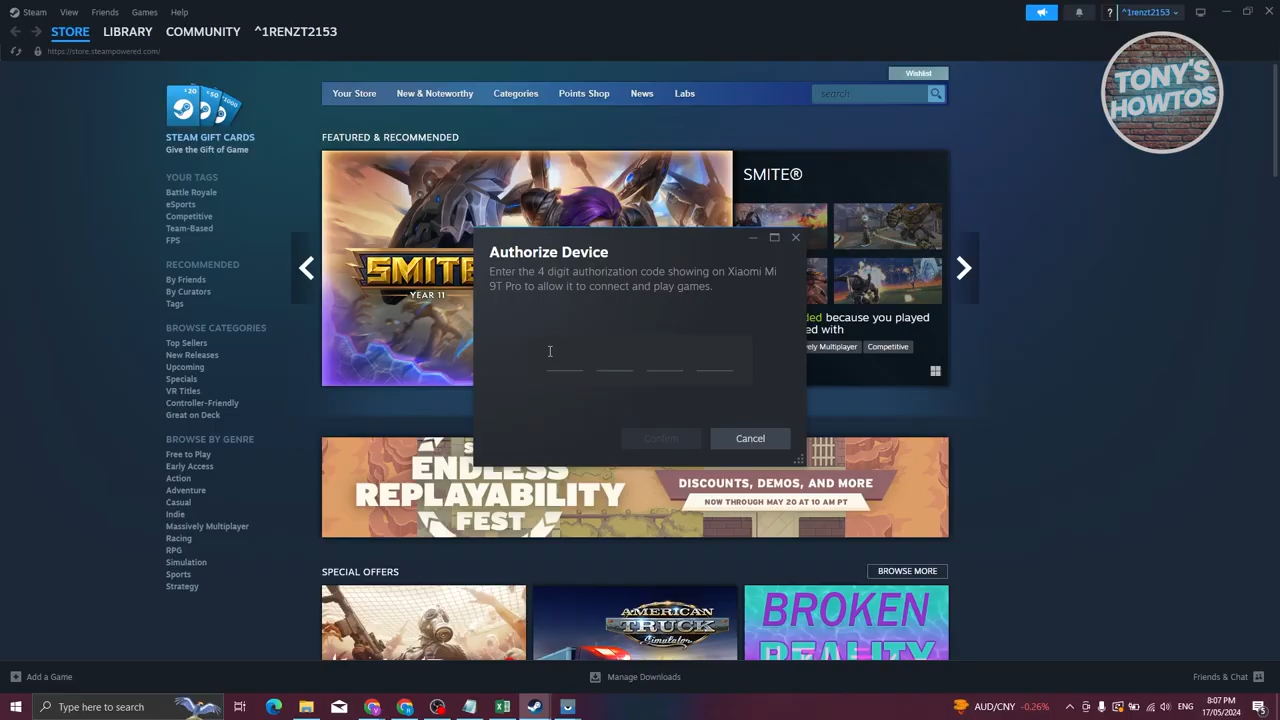 Steam View Friends Games Help
^1renzt2153
STORE LIBRARY COMMUNITY ^1RENZT2153
https://store.steampowered.com/
TONY'S
HOWTOS
Wishlist
Your Store New & Noteworthy Categories Points Shop News Labs
search
STEAM GIFT CARDS
Give the Gift of Game
YOUR TAGS
Battle Royale
eSports
Competitive
Team-Based
FPS
RECOMMENDED
By Friends
By Curators
Tags
BROWSE CATEGORIES
Top Sellers
New Releases
Upcoming
Specials
VR Titles
Controller-Friendly
Great on Deck
BROWSE BY GENRE
Free to Play
Early Access
Action
Adventure
Casual
Indie
Massively Multiplayer
Racing
RPG
Simulation
Sports
Strategy
FEATURED & RECOMMENDED
SMITE
YEAR 11
SMITE®
ded because you played
ed with
vely Multiplayer Competitive
Authorize Device
Enter the 4 digit authorization code showing on Xiaomi Mi
9T Pro to allow it to connect and play games.
Confirm Cancel
ENDLESS
REPLAYABILITY
FEST
DISCOUNTS, DEMOS, AND MORE
NOW THROUGH MAY 20 AT 10 AM PT
SPECIAL OFFERS
BROWSE MORE
AMERICAN
TRUCK
Simulator
BROKEN
REALITY
Add a Game
Manage Downloads
Friends & Chat
Type here to search
AUD/CNY -0.26%
ENG
8:07 PM
17/05/2024